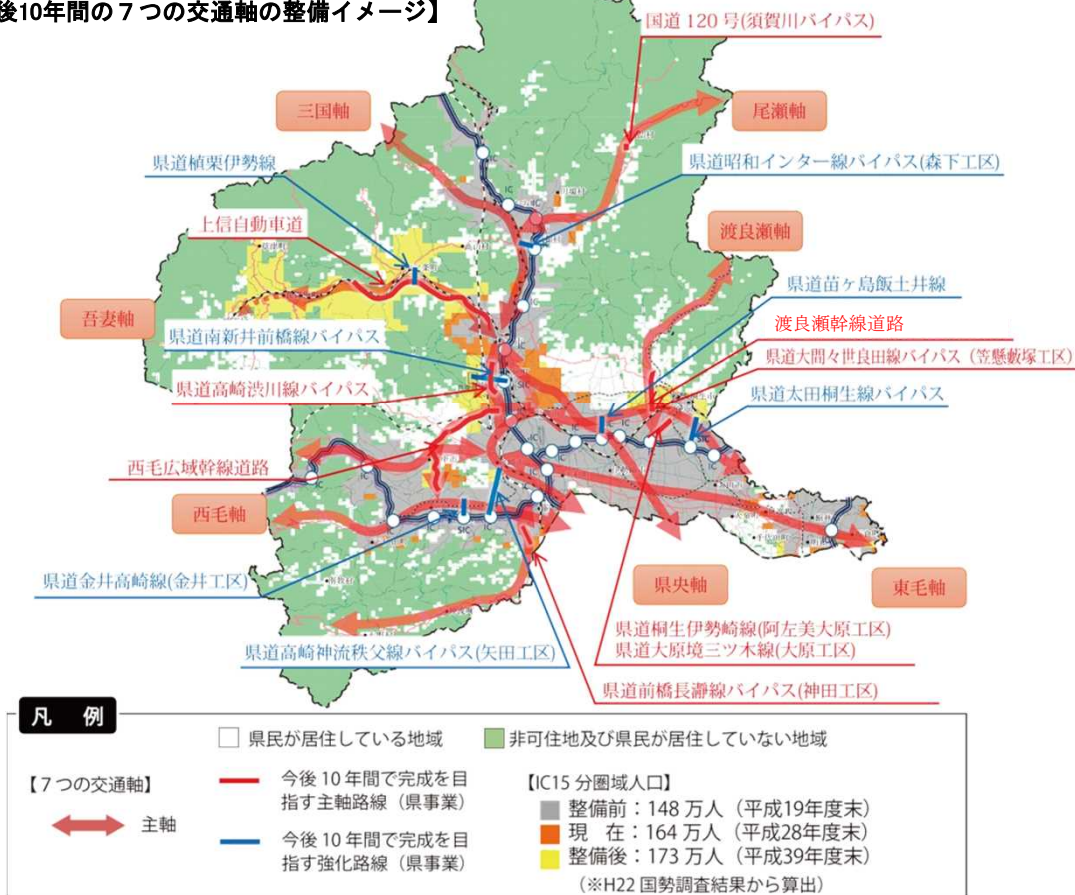 後10年間の７つの交通軸の整備イメージ】
国道120号(須賀川バイパス)
三国軸
尾瀬軸
県道植栗伊勢線
県道昭和インター線バイパス(森下工区)
上信自動車道
渡良瀬軸
県道苗ヶ島飯土井線
吾妻軸
渡良瀬幹線道路
県道南新井前橋線バイパス
県道大間々世良田線バイパス（笠懸藪塚工区）
県道高崎渋川線バイパス
県道太田桐生線バイパス
西毛広域幹線道路
西毛軸
県道金井高崎線(金井工区)
県央軸
東毛軸
県道桐生伊勢崎線(阿左美大原工区)
県道大原境三ツ木線(大原工区)
県道高崎神流秩父線バイパス(矢田工区)
県道前橋長瀞線バイパス(神田工区)
IC
IC
IC
SIC
IC
IC
SIC
IC
凡　例
県民が居住している地域
非可住地及び県民が居住していない地域
【７つの交通軸】
主軸
今後10年間で完成を目
指す主軸路線（県事業）
今後10年間で完成を目
指す強化路線（県事業）
【IC15分圏域人口】
整備前：148万人（平成19年度末）
現　在：164万人（平成28年度末）
整備後：173万人（平成39年度末）
（※H22国勢調査結果から算出）